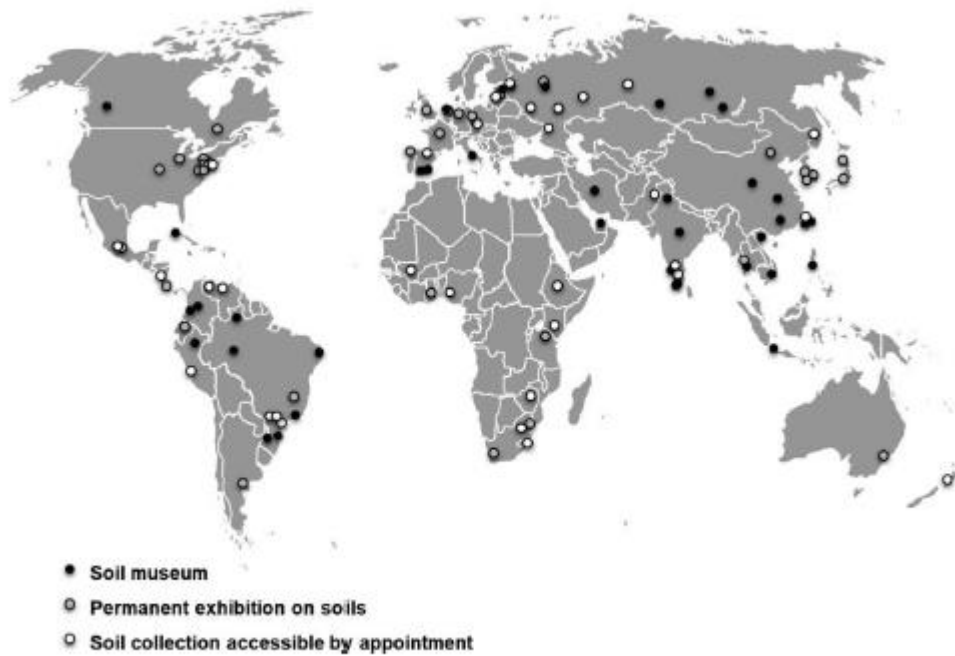 Soil museum
Permanent exhibition on soils
Soil collection accessible by appointment